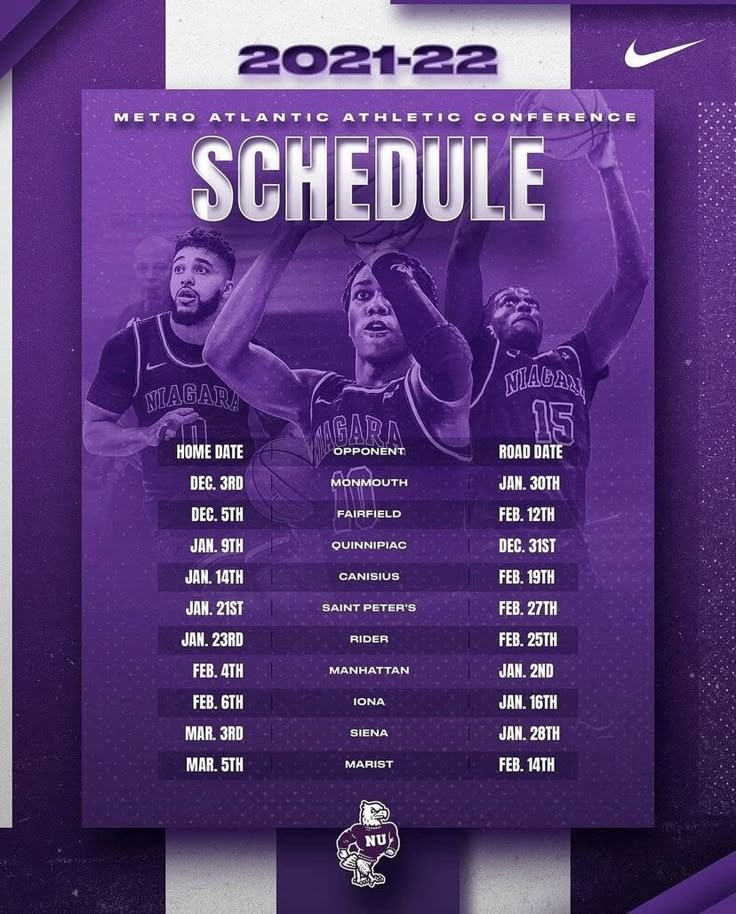 2021-22
METRO ATLANTIC ATHLETIC CONFERENCE
SCHEDULE
NIAGARA
NIAGARA
15
NIAGARA
10
HOME DATE OPPONENT ROAD DATE
DEC. 3RD MONMOUTH JAN. 30TH
DEC. 5TH FAIRFIELD FEB. 12TH
JAN. 9TH QUINNIPIAC DEC. 31ST
JAN. 14TH CANISIUS FEB. 19TH
JAN. 21ST SAINT PETER'S FEB. 27TH
JAN. 23RD RIDER FEB. 25TH
FEB. 4TH MANHATTAN JAN. 2ND
FEB. 6TH IONA JAN. 16TH
MAR. 3RD SIENA JAN. 28TH
MAR. 5TH MARIST FEB. 14TH
NU